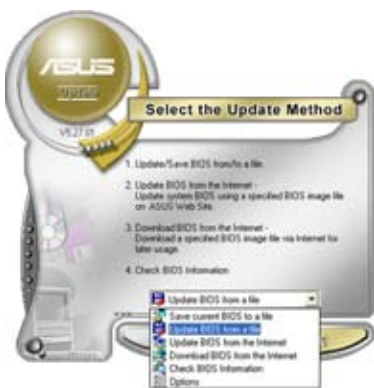 ASUS
Update
V5.27.01
Select the Update Method
1. Update/Save BIOS from/to a file
2. Update BIOS from the Internet -
Update system BIOS using a specified BIOS image file
on ASUS Web Site.
3. Download BIOS from the Internet -
Download a specified BIOS image file via Internet for
later usage.
4. Check BIOS Information
Update BIOS from a file
Save current BIOS to a file
Update BIOS from a file
Update BIOS from the Internet
Download BIOS from the Internet
Check BIOS Information
Options